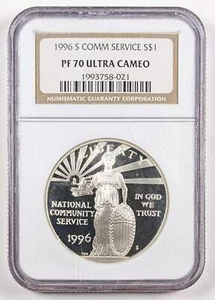 1996 S COMM SERVICE S$1
PF 70 ULTRA CAMEO
1993758-021
NUMISMATIC GUARANTY CORPORATION
LIBERTY
NATIONAL
COMMUNITY
SERVICE
1996
IN GOD
WE
TRUST
S